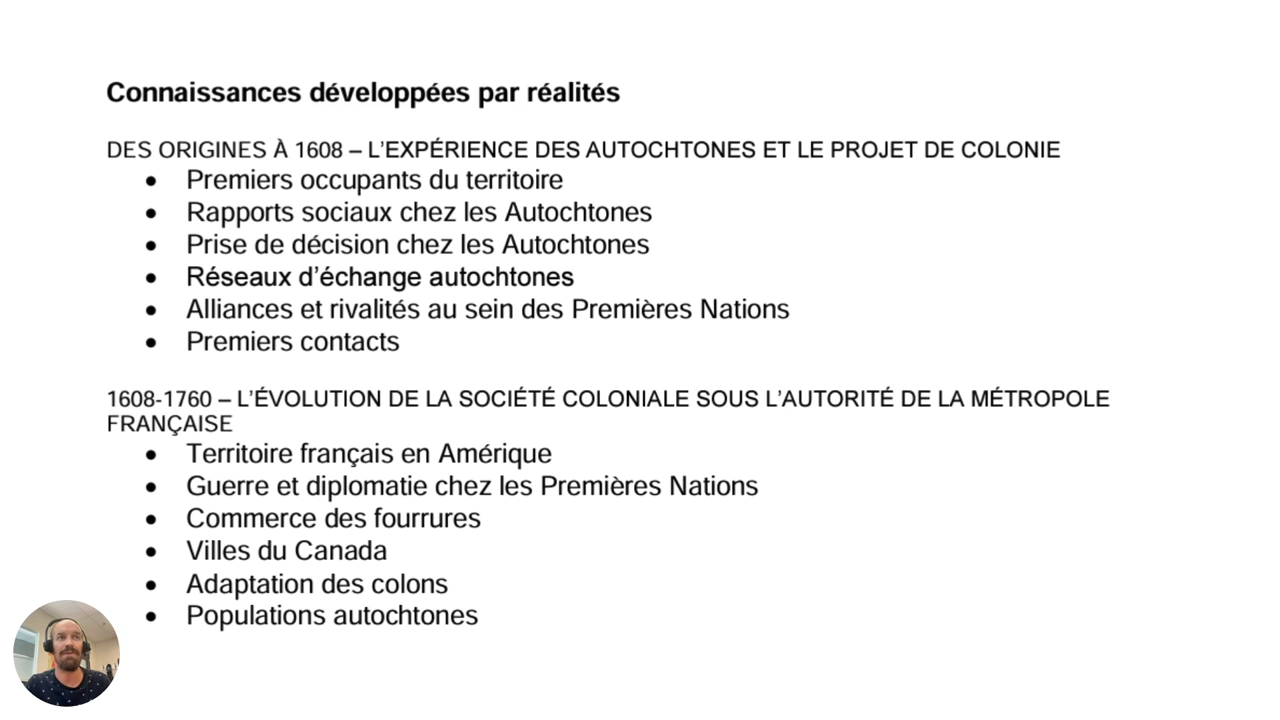 Connaissances développées par réalités
DES ORIGINES À 1608 – L’EXPÉRIENCE DES AUTOCHTONES ET LE PROJET DE COLONIE
• Premiers occupants du territoire
• Rapports sociaux chez les Autochtones
• Prise de décision chez les Autochtones
• Réseaux d’échange autochtones
• Alliances et rivalités au sein des Premières Nations
• Premiers contacts
1608-1760 – L’ÉVOLUTION DE LA SOCIÉTÉ COLONIALE SOUS L’AUTORITÉ DE LA MÉTROPOLE
FRANÇAISE
• Territoire français en Amérique
• Guerre et diplomatie chez les Premières Nations
• Commerce des fourrures
• Villes du Canada
• Adaptation des colons
• Populations autochtones